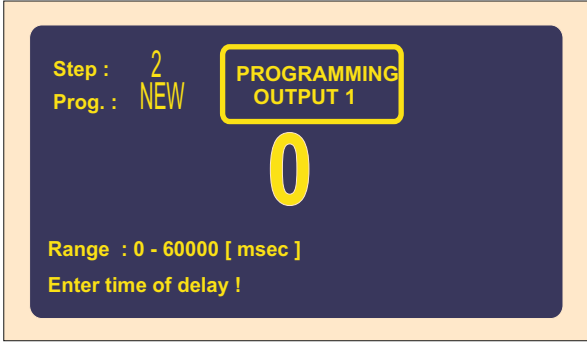 Step : 2
Prog. : NEW
PROGRAMMING
OUTPUT 1
0
Range : 0 - 60000 [ msec ]
Enter time of delay !